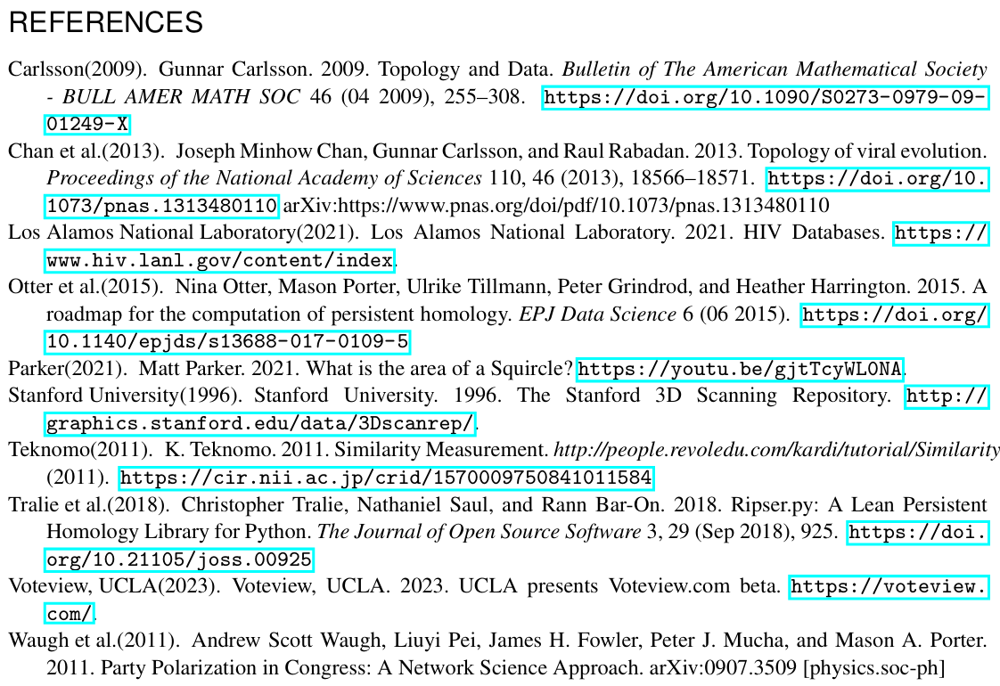 REFERENCES
Carlsson(2009). Gunnar Carlsson. 2009. Topology and Data. Bulletin of The American Mathematical Society
- BULL AMER MATH SOC 46 (04 2009), 255–308. https://doi.org/10.1090/S0273-0979-09-
01249-X
Chan et al.(2013). Joseph Minhow Chan, Gunnar Carlsson, and Raul Rabadan. 2013. Topology of viral evolution.
Proceedings of the National Academy of Sciences 110, 46 (2013), 18566–18571. https://doi.org/10.
1073/pnas.1313480110 arXiv:https://www.pnas.org/doi/pdf/10.1073/pnas.1313480110
Los Alamos National Laboratory(2021). Los Alamos National Laboratory. 2021. HIV Databases. https://
www.hiv.lanl.gov/content/index.
Otter et al.(2015). Nina Otter, Mason Porter, Ulrike Tillmann, Peter Grindrod, and Heather Harrington. 2015. A
roadmap for the computation of persistent homology. EPJ Data Science 6 (06 2015). https://doi.org/
10.1140/epjds/s13688-017-0109-5
Parker(2021). Matt Parker. 2021. What is the area of a Squircle? https://youtu.be/gjtTcyWL0NA.
Stanford University(1996). Stanford University. 1996. The Stanford 3D Scanning Repository. http://
graphics.stanford.edu/data/3Dscanrep/.
Teknomo(2011). K. Teknomo. 2011. Similarity Measurement. http://people.revoledu.com/kardi/tutorial/Similarity
(2011). https://cir.nii.ac.jp/crid/1570009750841011584
Tralie et al.(2018). Christopher Tralie, Nathaniel Saul, and Rann Bar-On. 2018. Ripser.py: A Lean Persistent
Homology Library for Python. The Journal of Open Source Software 3, 29 (Sep 2018), 925. https://doi.
org/10.21105/joss.00925
Voteview, UCLA(2023). Voteview, UCLA. 2023. UCLA presents Voteview.com beta. https://voteview.
com/.
Waugh et al.(2011). Andrew Scott Waugh, Liuyi Pei, James H. Fowler, Peter J. Mucha, and Mason A. Porter.
2011. Party Polarization in Congress: A Network Science Approach. arXiv:0907.3509 [physics.soc-ph]